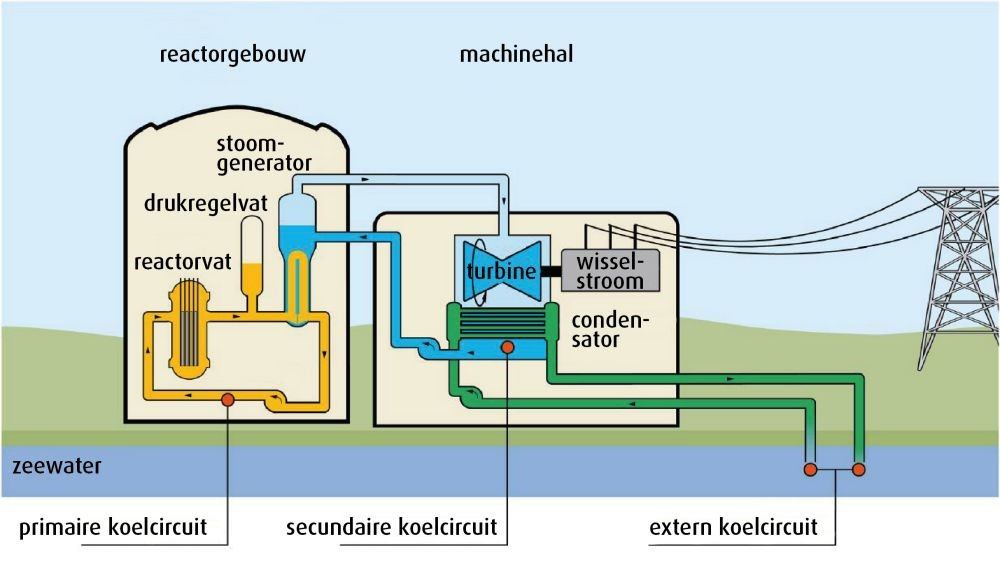 reactorgebouw
machinehal
stoom-
generator
drukregelvat
reactorvat
turbine
wissel-
stroom
conden-
sator
zeewater
primaire koelcircuit
secundaire koelcircuit
extern koelcircuit